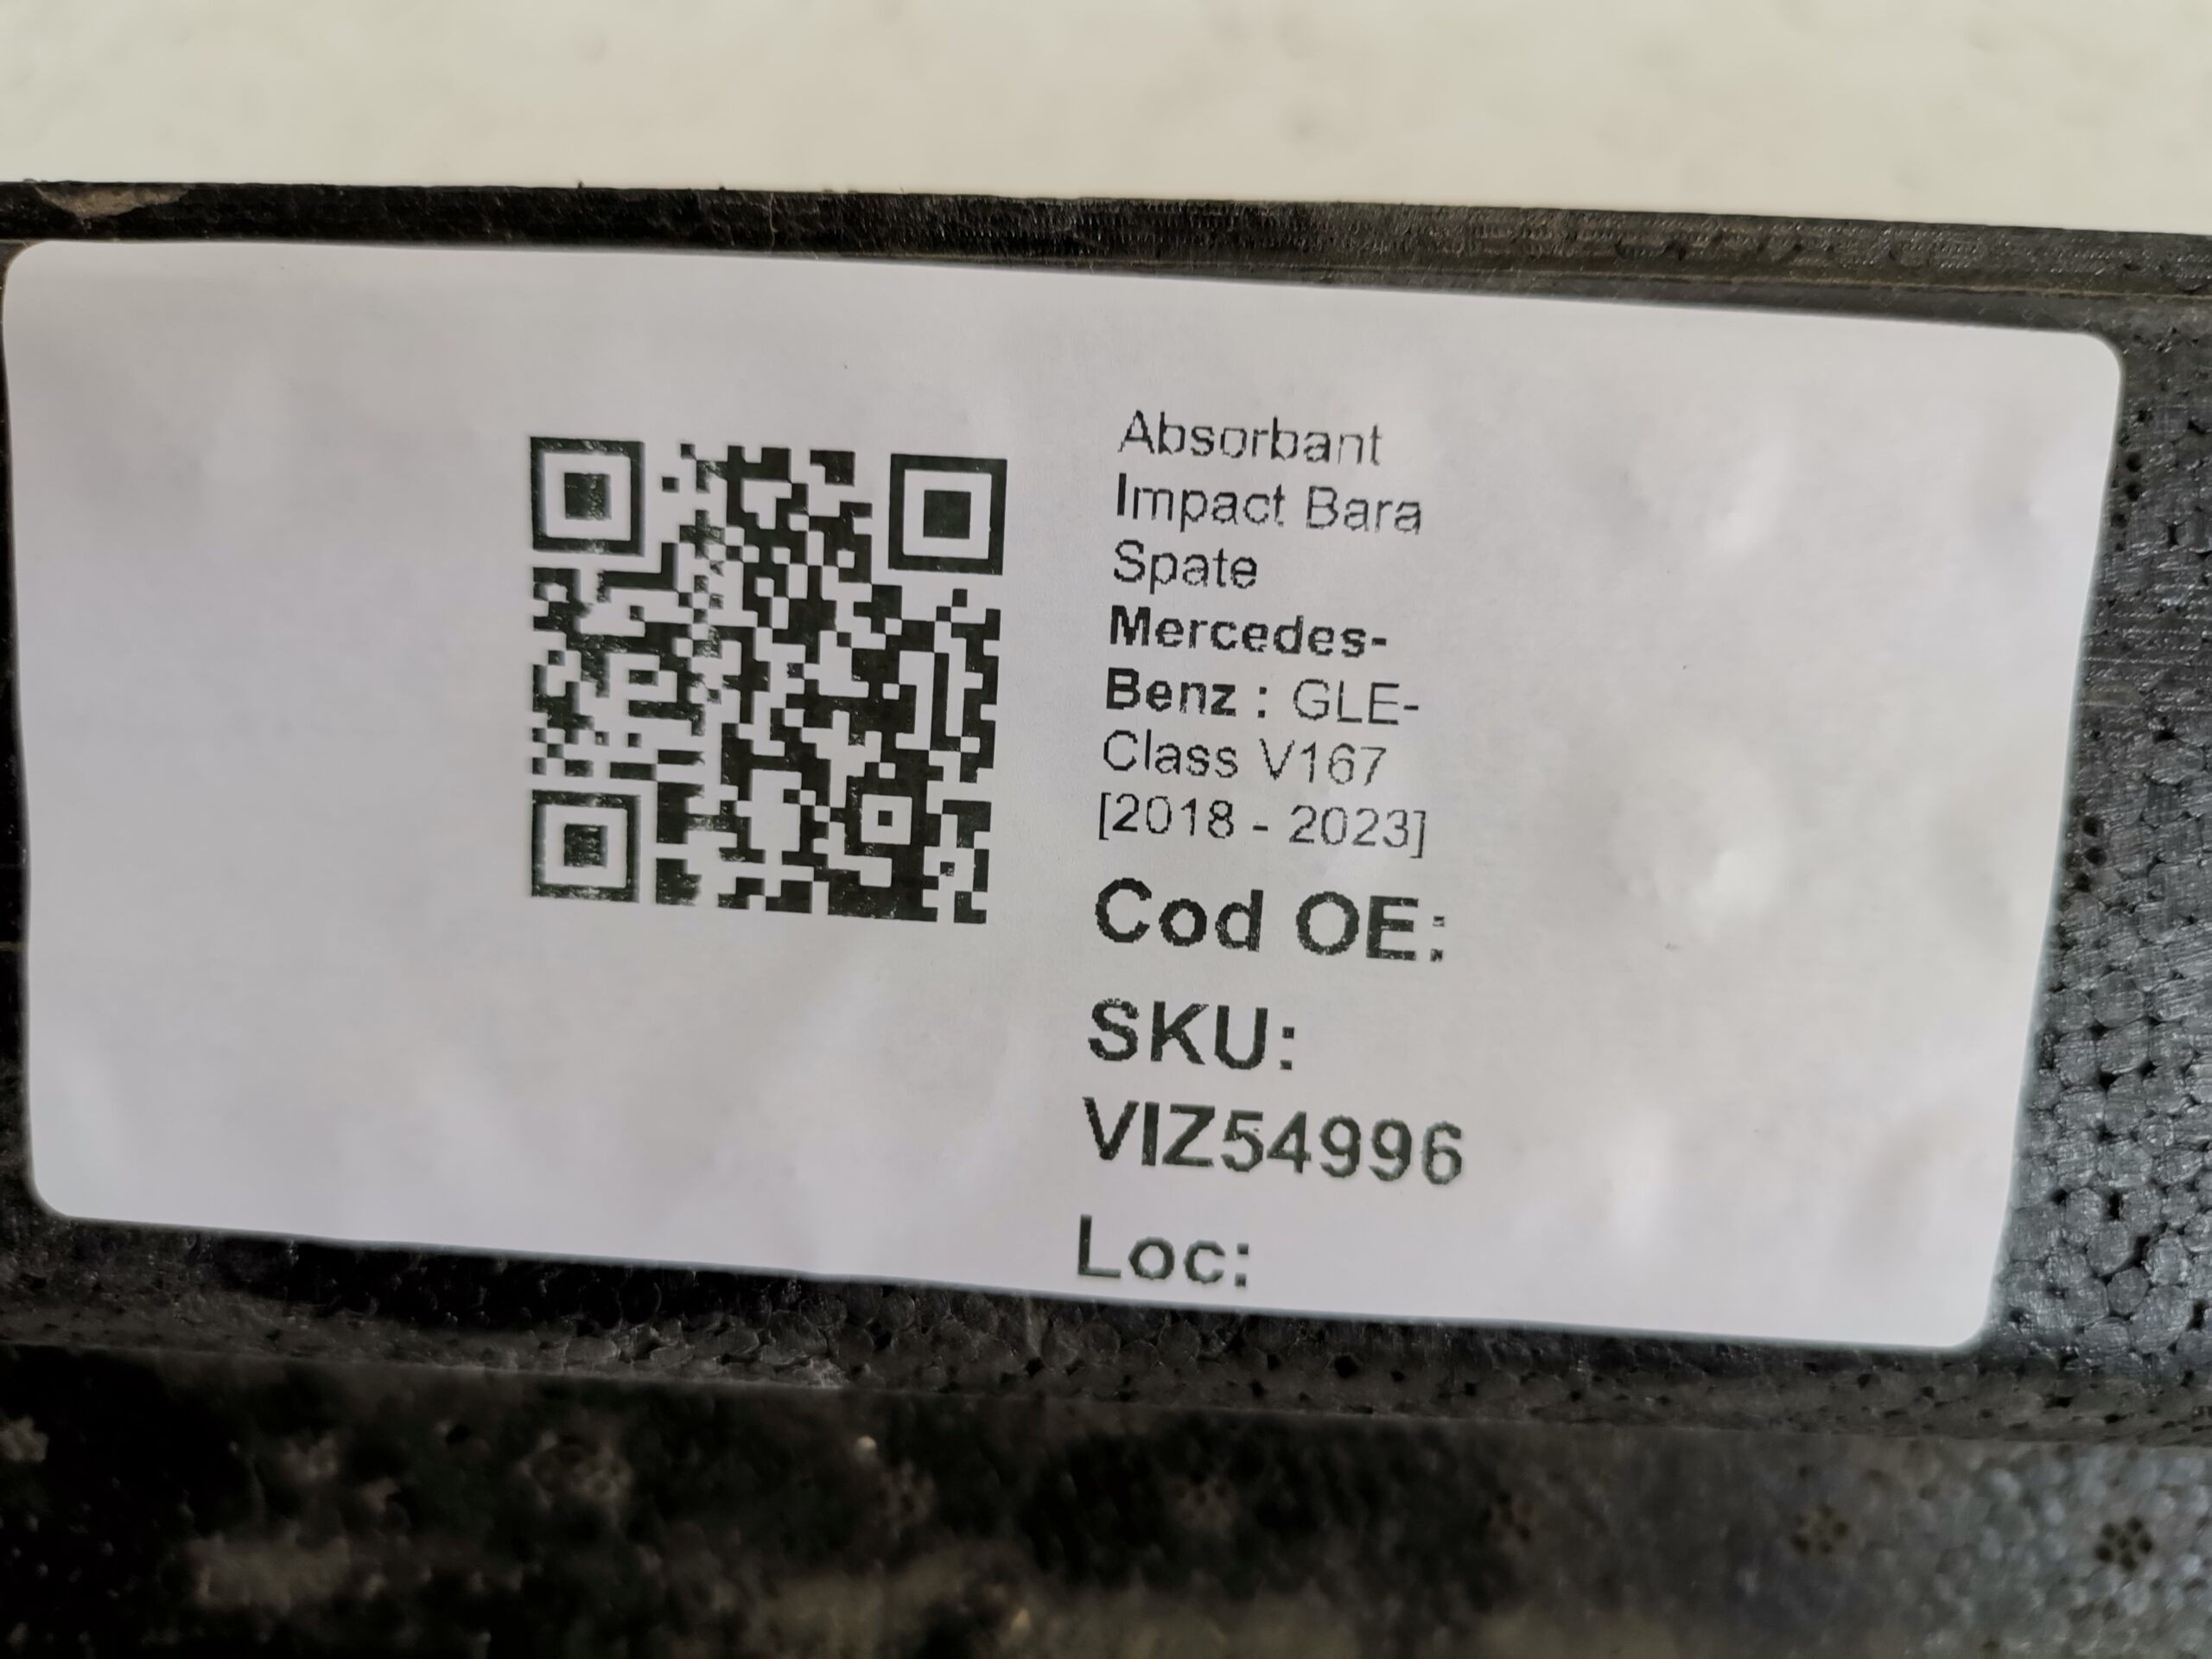 Absorbant
Impact Bara
Spate
Mercedes-
Benz : GLE-
Class V167
[2018 - 2023]
Cod OE:
SKU:
VIZ54996
Loc: